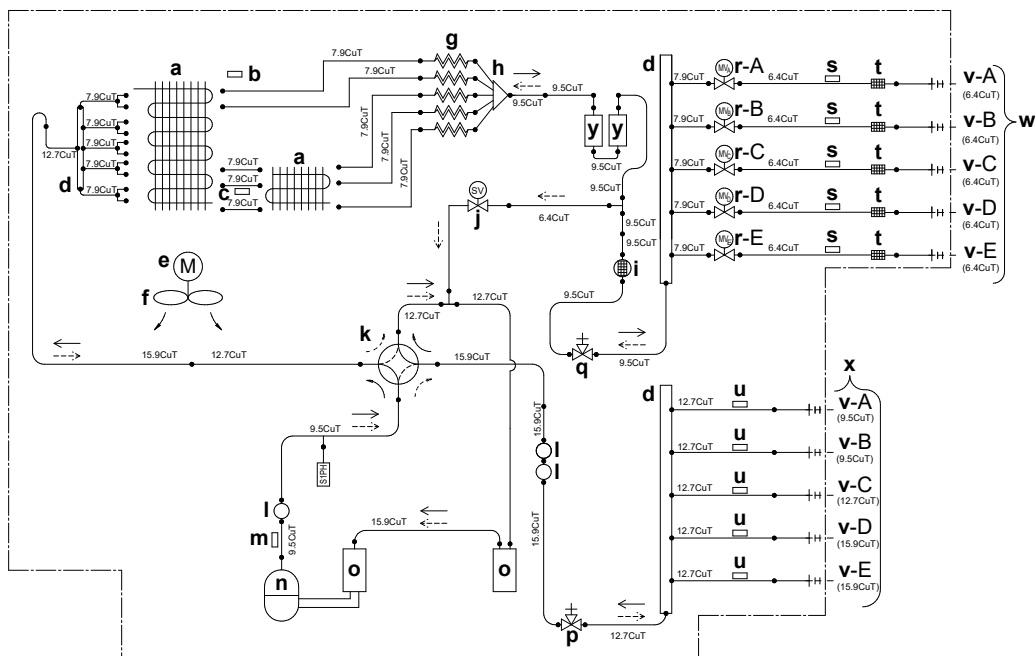 a
b
7.9CuT
7.9CuT
7.9CuT
7.9CuT
7.9CuT
7.9CuT
7.9CuT
12.7CuT
d
c
7.9CuT
7.9CuT
7.9CuT
a
7.9CuT
7.9CuT
7.9CuT
g
h
9.5CuT
9.5CuT
9.5CuT
y y
9.5CuT
9.5CuT
9.5CuT
9.5CuT
SV
j
6.4CuT
i
9.5CuT
q
9.5CuT
d
7.9CuT
r-A
6.4CuT
s
t
v-A
(6.4CuT)
7.9CuT
r-B
6.4CuT
s
t
v-B
(6.4CuT)
7.9CuT
r-C
6.4CuT
s
t
v-C
(6.4CuT)
7.9CuT
r-D
6.4CuT
s
t
v-D
(6.4CuT)
7.9CuT
r-E
6.4CuT
s
t
v-E
(6.4CuT)
w
e
M
f
15.9CuT
12.7CuT
k
12.7CuT
12.7CuT
15.9CuT
15.9CuT
l
l
15.9CuT
9.5CuT
S1PH
l
m
9.5CuT
n
15.9CuT
o
o
p
12.7CuT
d
x
12.7CuT
u
v-A
(9.5CuT)
12.7CuT
u
v-B
(9.5CuT)
12.7CuT
u
v-C
(12.7CuT)
12.7CuT
u
v-D
(15.9CuT)
12.7CuT
u
v-E
(15.9CuT)